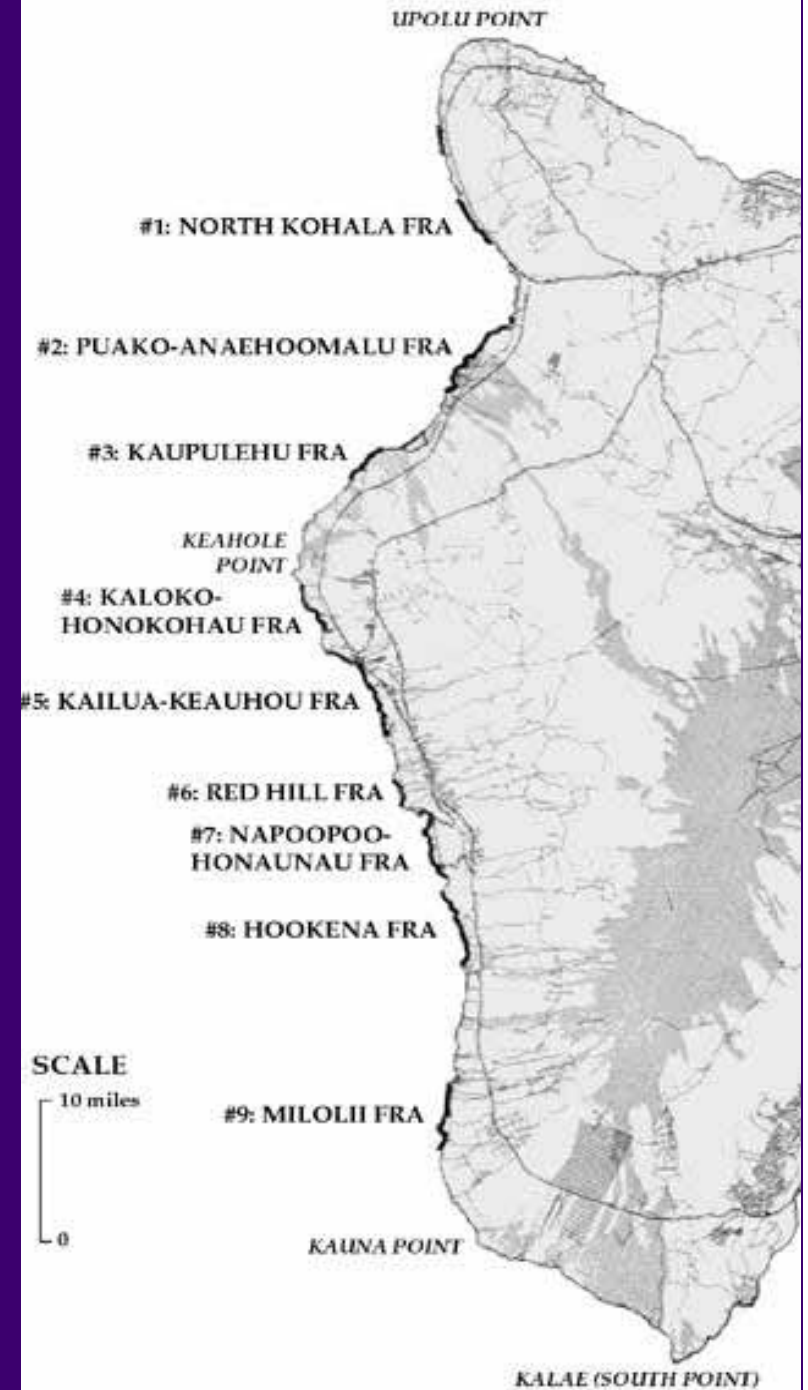 UPOLU POINT
#1: NORTH KOHALA FRA
#2: PUAKO-ANAEHOOMALU FRA
#3: KAUPULEHU FRA
KEAHOLE
POINT
#4: KALOKO-
HONOKOHAU FRA
#5: KAILUA-KEAUHOU FRA
#6: RED HILL FRA
#7: NAPOOPOO-
HONAUNAU FRA
#8: HOOKENA FRA
SCALE
10 miles
#9: MILOLII FRA
0
KAUNA POINT
KALAE (SOUTH POINT)